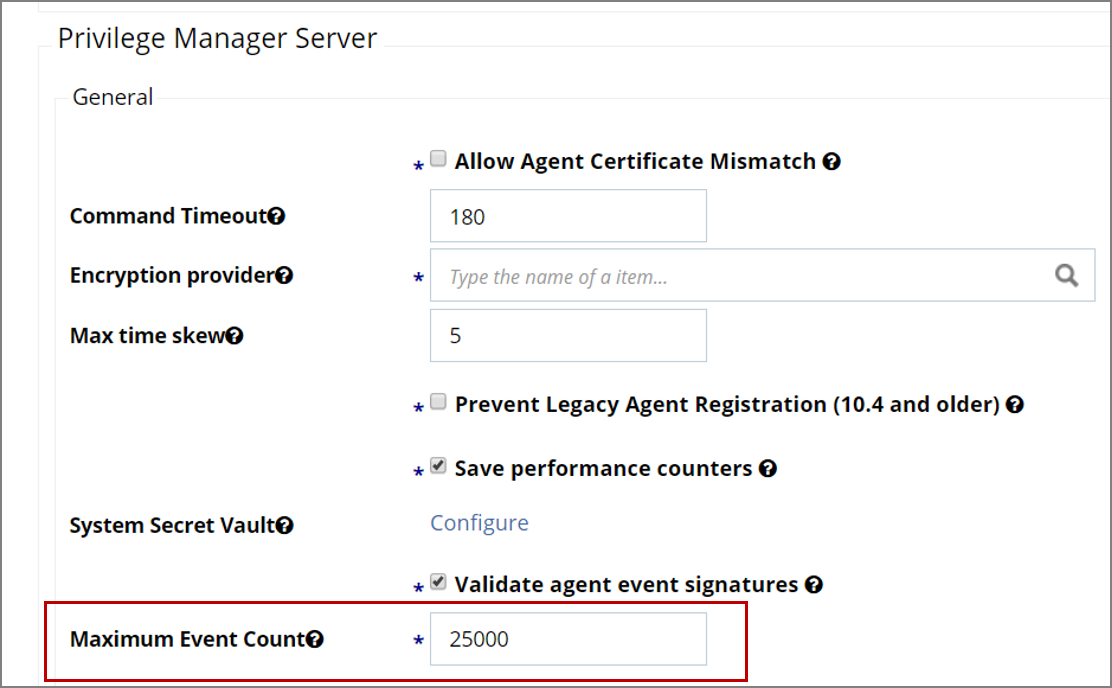 Privilege Manager Server
General
* Allow Agent Certificate Mismatch ?
Command Timeout? 180
Encryption provider? * Type the name of a item...
Max time skew? 5
* Prevent Legacy Agent Registration (10.4 and older) ?
* Save performance counters ?
System Secret Vault? Configure
* Validate agent event signatures ?
Maximum Event Count? * 25000